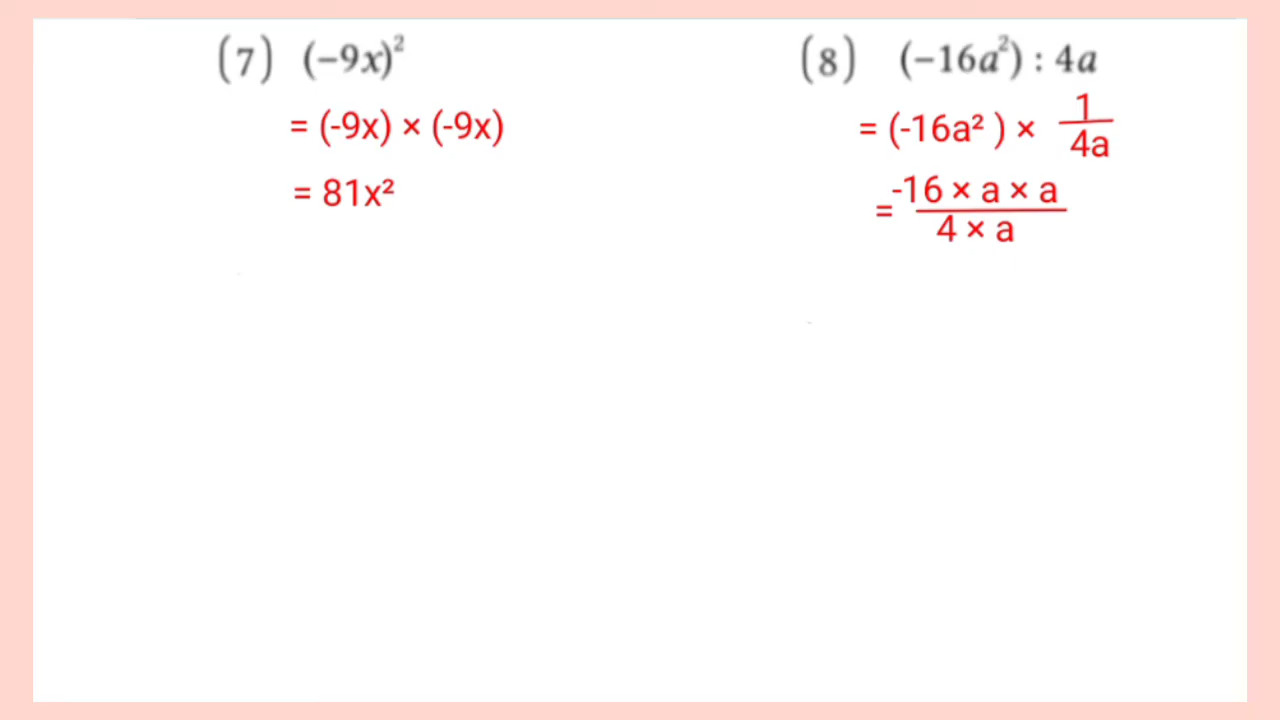 (7) (−9x)²
= (-9x) × (-9x)
= 81x²
(8) (−16a²) : 4a
= (-16a² ) × 1/4a
= -16 × a × a / 4 × a